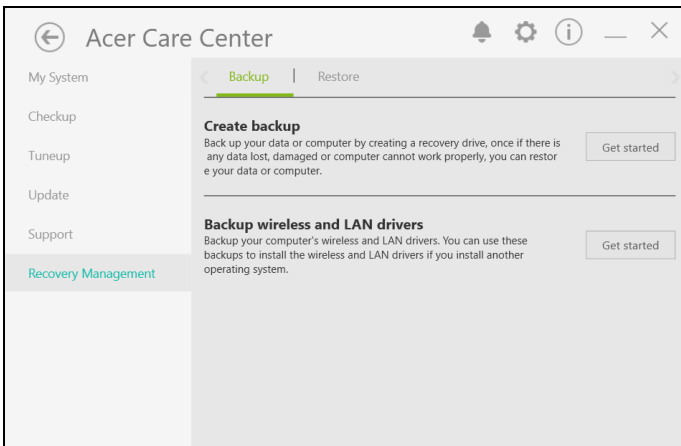 Acer Care Center
My System
Checkup
Tuneup
Update
Support
Recovery Management
Backup
Restore
Create backup
Back up your data or computer by creating a recovery drive, once if there is
any data lost, damaged or computer cannot work properly, you can restor
e your data or computer.
Get started
Backup wireless and LAN drivers
Backup your computer's wireless and LAN drivers. You can use these
backups to install the wireless and LAN drivers if you install another
operating system.
Get started